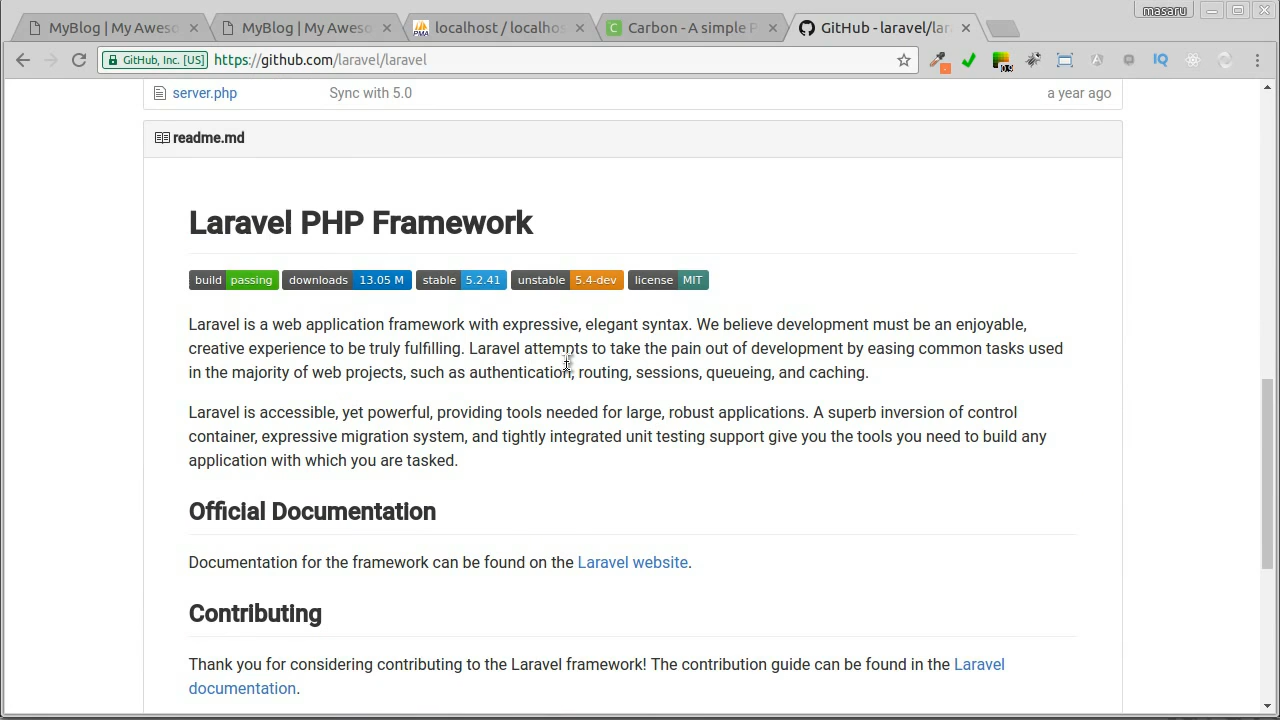 masaru
MyBlog | My Aweso
MyBlog | My Aweso
localhost / localhos
Carbon - A simple P
GitHub - laravel/lar
GitHub, Inc. [US]
https://github.com/laravel/laravel
IQ
server.php Sync with 5.0 a year ago
readme.md
Laravel PHP Framework
build passing downloads 13.05 M stable 5.2.41 unstable 5.4-dev license MIT
Laravel is a web application framework with expressive, elegant syntax. We believe development must be an enjoyable,
creative experience to be truly fulfilling. Laravel attempts to take the pain out of development by easing common tasks used
in the majority of web projects, such as authentication, routing, sessions, queueing, and caching.
Laravel is accessible, yet powerful, providing tools needed for large, robust applications. A superb inversion of control
container, expressive migration system, and tightly integrated unit testing support give you the tools you need to build any
application with which you are tasked.
Official Documentation
Documentation for the framework can be found on the Laravel website.
Contributing
Thank you for considering contributing to the Laravel framework! The contribution guide can be found in the Laravel
documentation.